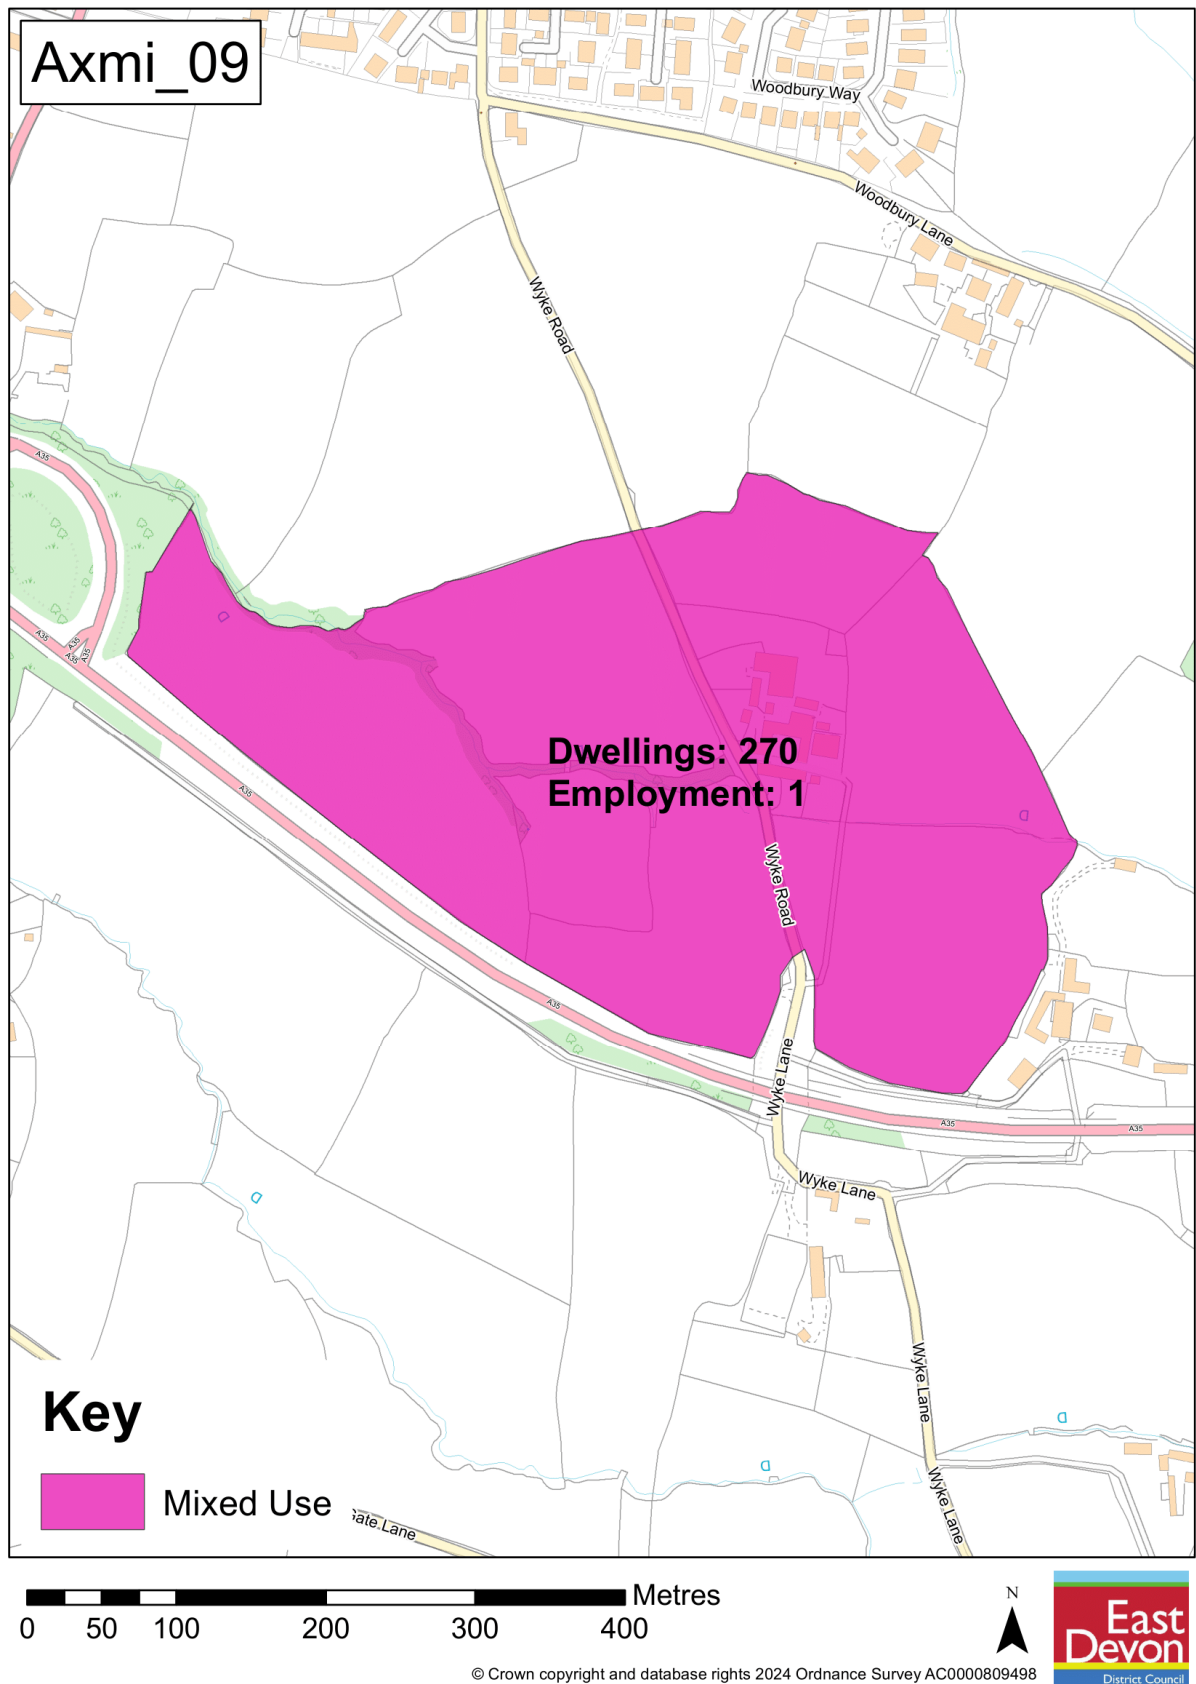 Axmi_09
Woodbury Way
Woodbury Lane
Wyke Road
A35
A35
A35
A35
A35
A35
Dwellings: 270
Employment: 1
A35
Wyke Road
A35
Wyke Lane
A35
A35
Wyke Lane
Wyke Lane
Wyke Lane
Key
Mixed Use
Gate Lane
D
D
D
D
D
Metres
0 50 100 200 300 400
N
East
Devon
District Council
© Crown copyright and database rights 2024 Ordnance Survey AC0000809498